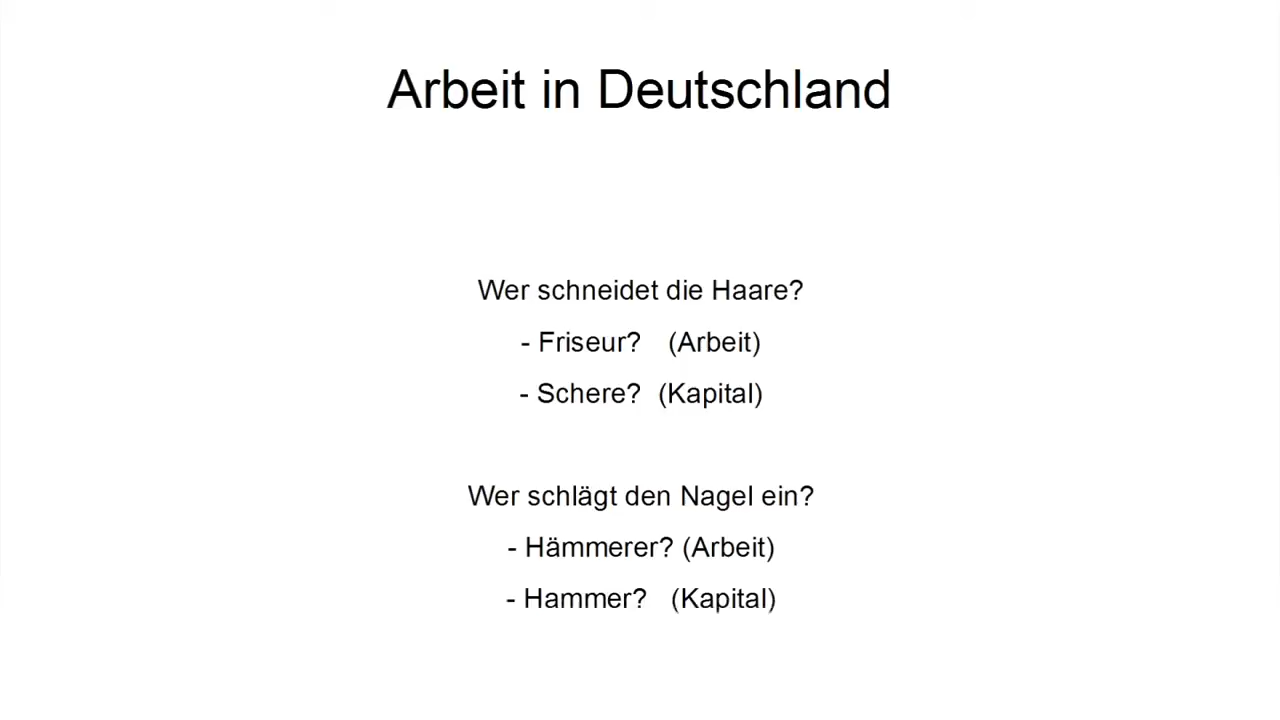 Arbeit in Deutschland
Wer schneidet die Haare?
- Friseur? (Arbeit)
- Schere? (Kapital)
Wer schlägt den Nagel ein?
- Hämmerer? (Arbeit)
- Hammer? (Kapital)